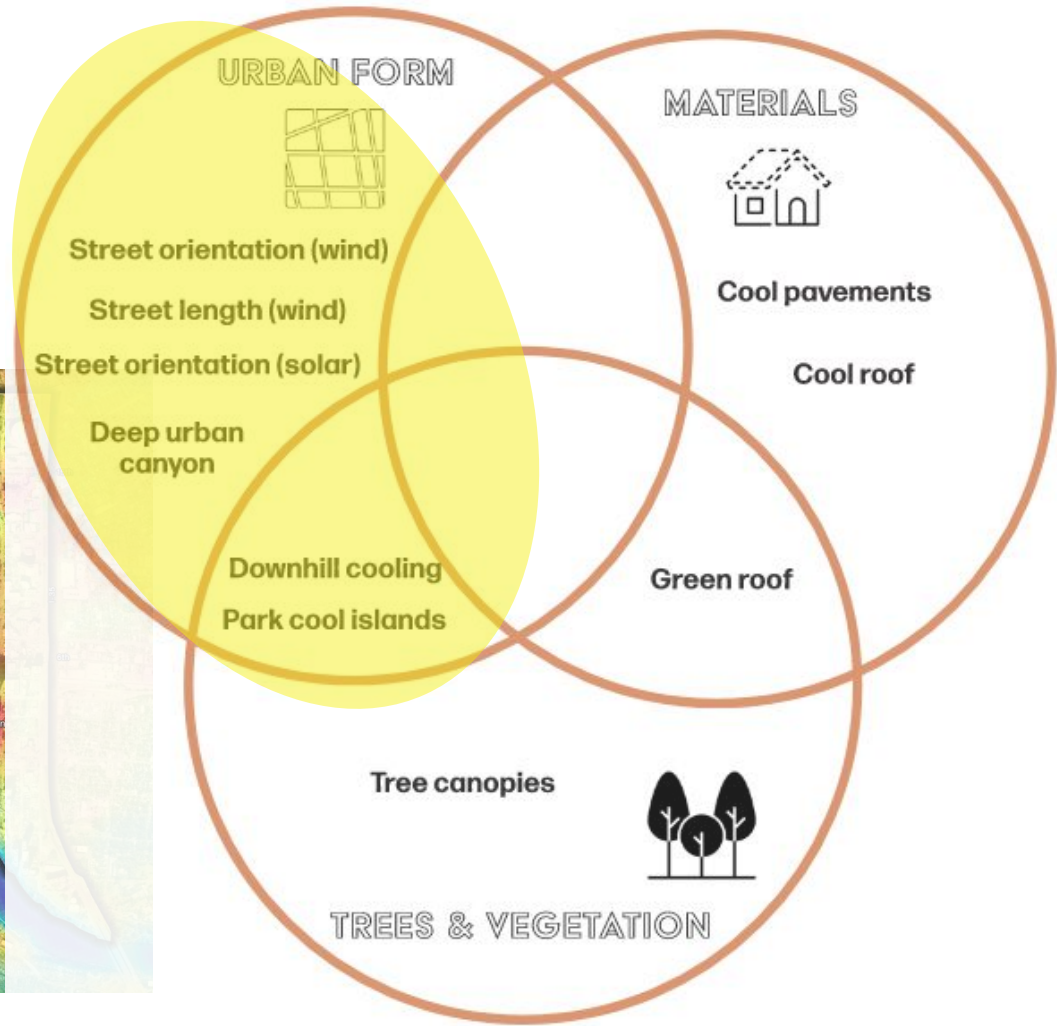 URBAN FORM
MATERIALS
Street orientation (wind)
Street length (wind)
Street orientation (solar)
Deep urban
canyon
Cool pavements
Cool roof
Downhill cooling
Park cool islands
Green roof
Tree canopies
TREES & VEGETATION